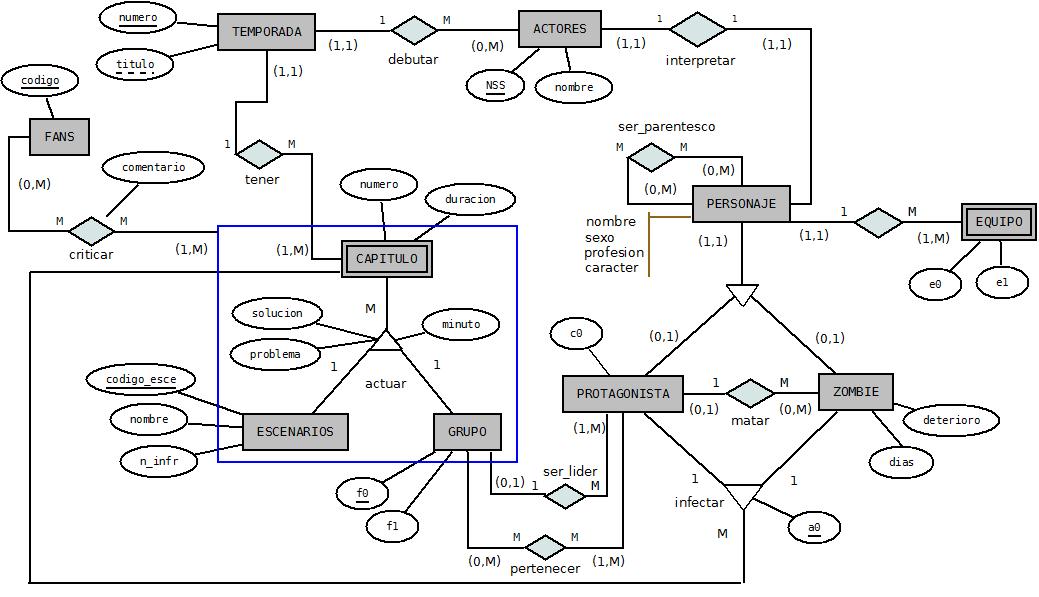 numero
TEMPORADA
1
M
(1,1)
(0,M)
debutar
ACTORES
1
1
(1,1)
(1,1)
interpretar
titulo
(1,1)
NSS
nombre
codigo
FANS
ser_parentesco
M
M
(0,M)
(0,M)
1
M
tener
comentario
(0,M)
numero
duracion
PERSONAJE
nombre
sexo
profesion
caracter
(1,1)
1
M
(1,1)
(1,M)
EQUIPO
M
M
criticar
(1,M)
(1,M)
CAPITULO
e0
e1
M
solucion
minuto
problema
1
1
actuar
c0
(0,1)
(0,1)
codigo_esce
nombre
n_infr
ESCENARIOS
GRUPO
PROTAGONISTA
1
M
(0,1)
(0,M)
matar
ZOMBIE
deterioro
dias
(1,M)
ser_lider
(0,1)
1
M
1
1
infectar
f0
f1
a0
M
M
M
(0,M)
(1,M)
pertenecer